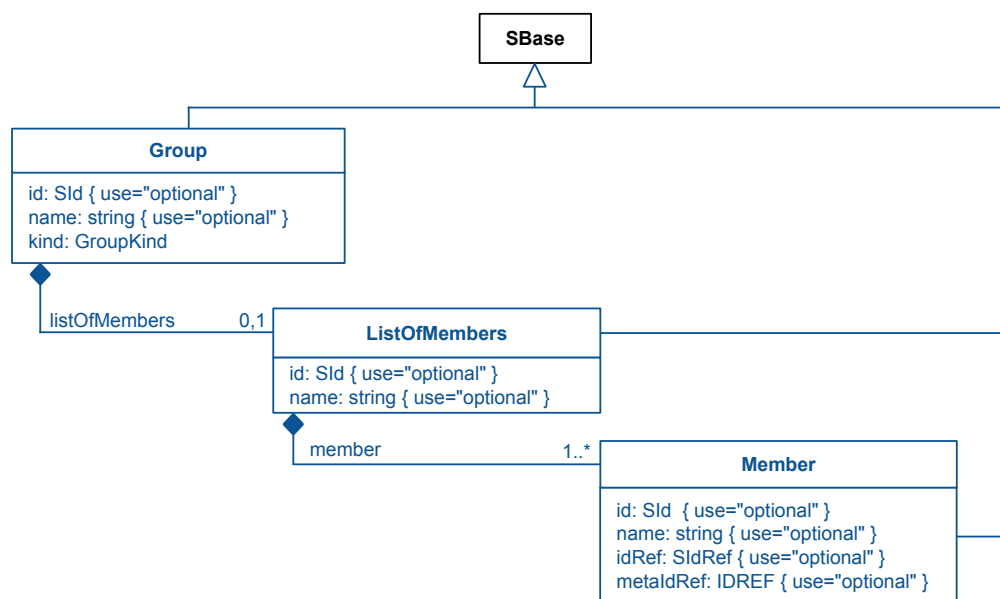 SBase
Group
id: SId { use="optional" }
name: string { use="optional" }
kind: GroupKind
listOfMembers 0,1
ListOfMembers
id: SId { use="optional" }
name: string { use="optional" }
member 1..*
Member
id: SId  { use="optional" }
name: string { use="optional" }
idRef: SIdRef { use="optional" }
metaIdRef: IDREF { use="optional" }